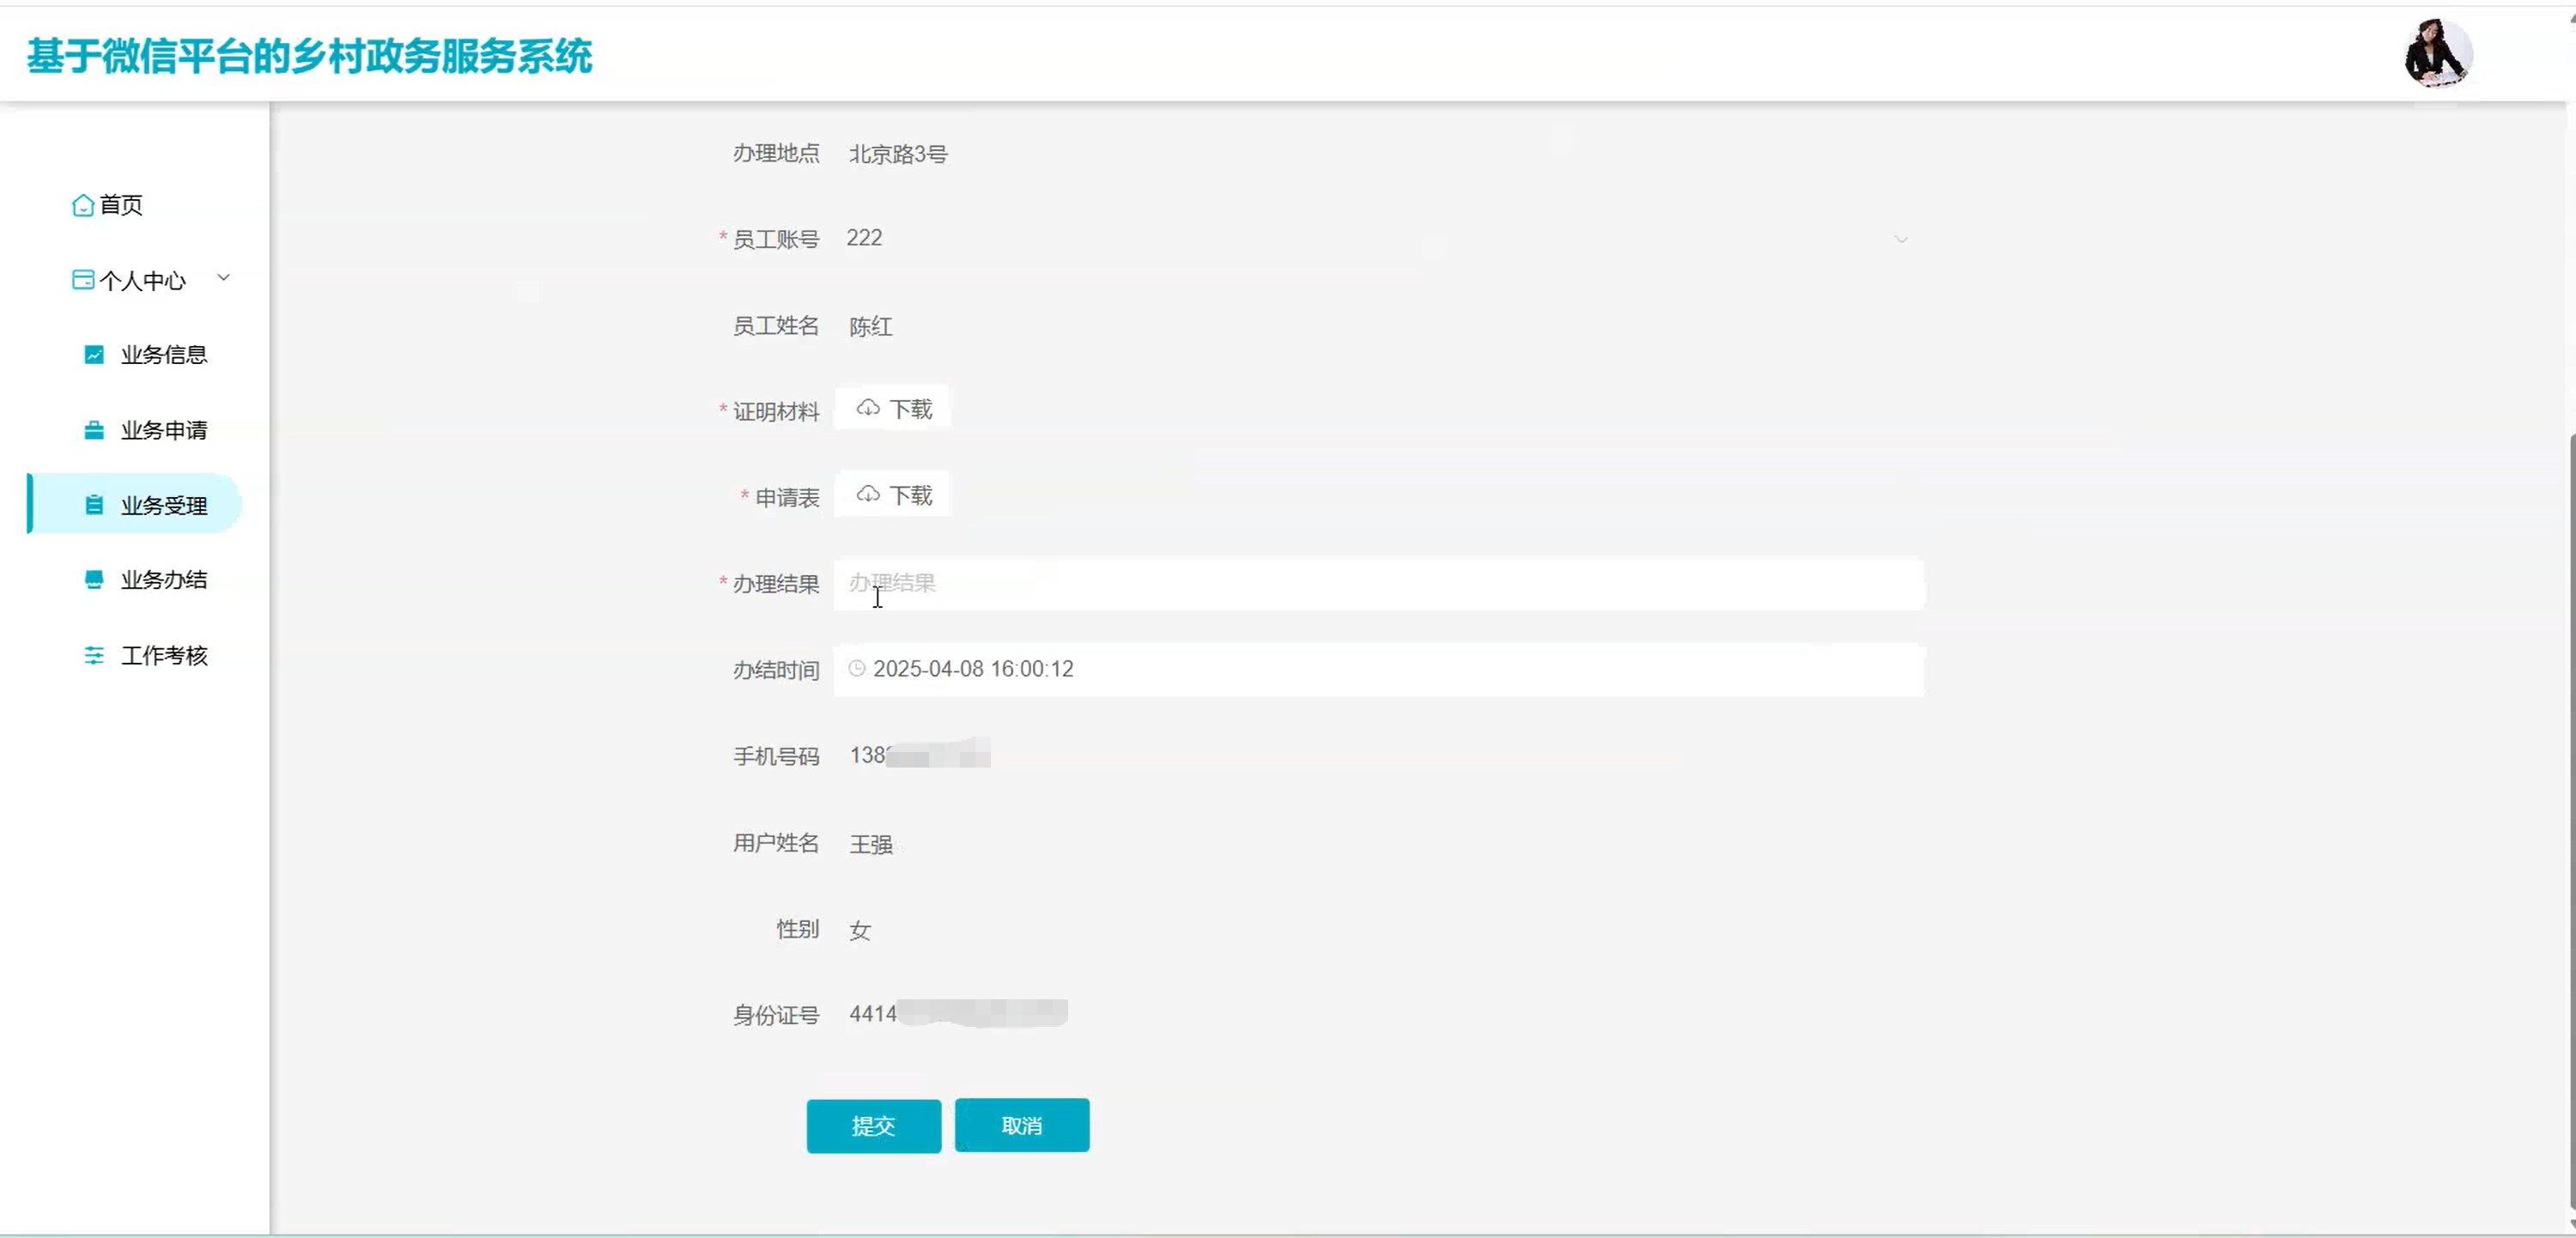 基于微信平台的乡村政务服务系统
首页
个人中心
业务信息
业务申请
业务受理
业务办结
工作考核
办理地点 北京路3号
* 员工账号 222
员工姓名 陈红
* 证明材料 下载
* 申请表 下载
* 办理结果 办理结果
办结时间 2025-04-08 16:00:12
手机号码 138
用户姓名 王强
性别 女
身份证号 4414
提交 取消